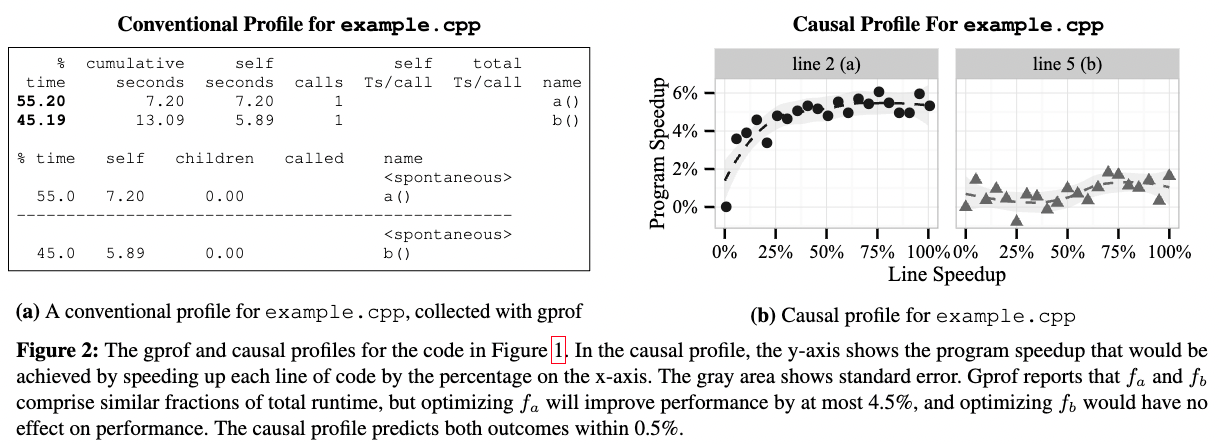 Conventional Profile for example.cpp
% cumulative self self total
time seconds seconds calls Ts/call Ts/call name
55.20 7.20 7.20 1 a()
45.19 13.09 5.89 1 b()
% time self children called name
<spontaneous>
55.0 7.20 0.00 a()
----------------------------------------------------
<spontaneous>
45.0 5.89 0.00 b()
(a) A conventional profile for example.cpp, collected with gprof
Causal Profile For example.cpp
line 2 (a) line 5 (b)
Program Speedup
6%
4%
2%
0%
0% 25% 50% 75% 100% 0% 25% 50% 75% 100%
Line Speedup
(b) Causal profile for example.cpp
Figure 2: The gprof and causal profiles for the code in Figure 1. In the causal profile, the y-axis shows the program speedup that would be
achieved by speeding up each line of code by the percentage on the x-axis. The gray area shows standard error. Gprof reports that fa and fb
comprise similar fractions of total runtime, but optimizing fa will improve performance by at most 4.5%, and optimizing fb would have no
effect on performance. The causal profile predicts both outcomes within 0.5%.